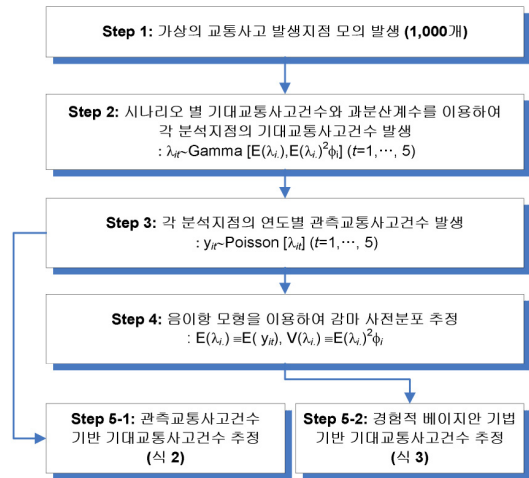 Step 1: 가상의 교통사고 발생지점 모의 발생 (1,000개)
Step 2: 시나리오 별 기대교통사고건수와 과분산계수를 이용하여
각 분석지점의 기대교통사고건수 발생
: λit~Gamma [E(λi.),E(λi.)²ϕi] (t=1,⋯, 5)
Step 3: 각 분석지점의 연도별 관측교통사고건수 발생
: yit~Poisson [λit] (t=1,⋯, 5)
Step 4: 음이항 모형을 이용하여 감마 사전분포 추정
: E(λi.) ≡E( yit), V(λi.) ≡E(λi.)²ϕi
Step 5-1: 관측교통사고건수
기반 기대교통사고건수 추정
(식 2)
Step 5-2: 경험적 베이지안 기법
기반 기대교통사고건수 추정
(식 3)